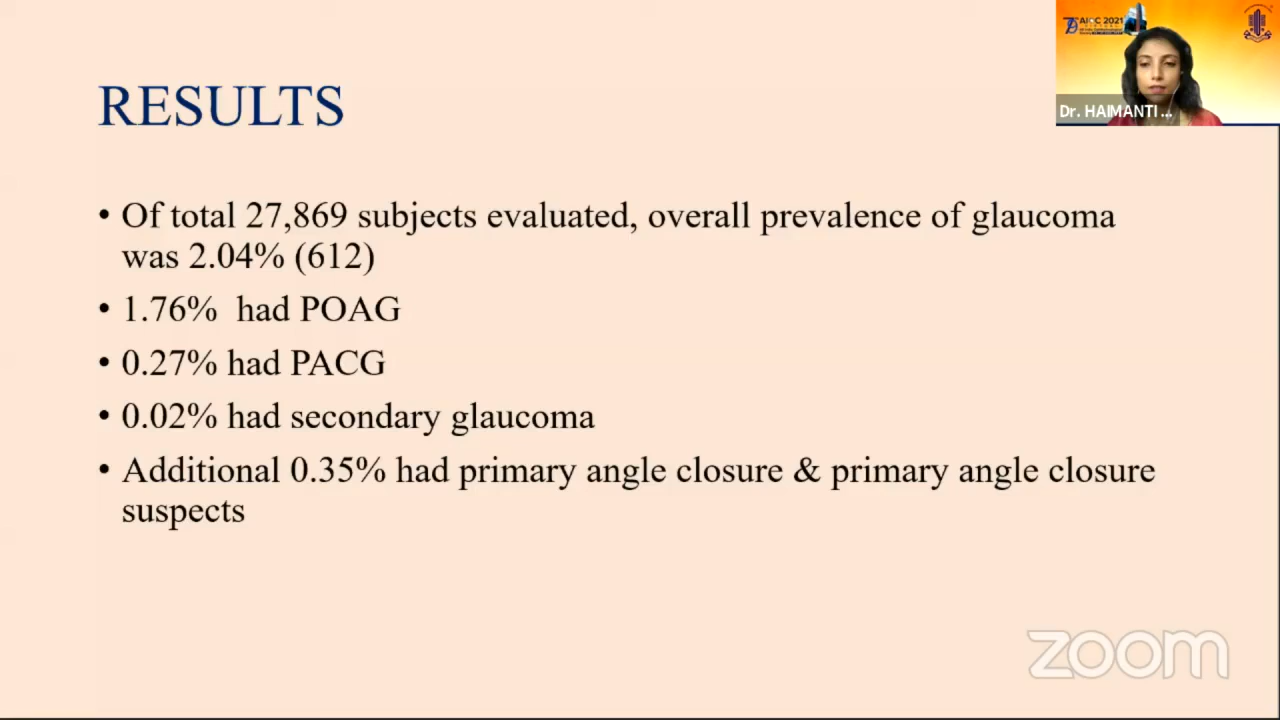 AIOC 2021
Dr. HAIMANTI ...
RESULTS
• Of total 27,869 subjects evaluated, overall prevalence of glaucoma
was 2.04% (612)
• 1.76% had POAG
• 0.27% had PACG
• 0.02% had secondary glaucoma
• Additional 0.35% had primary angle closure & primary angle closure
suspects
zoom